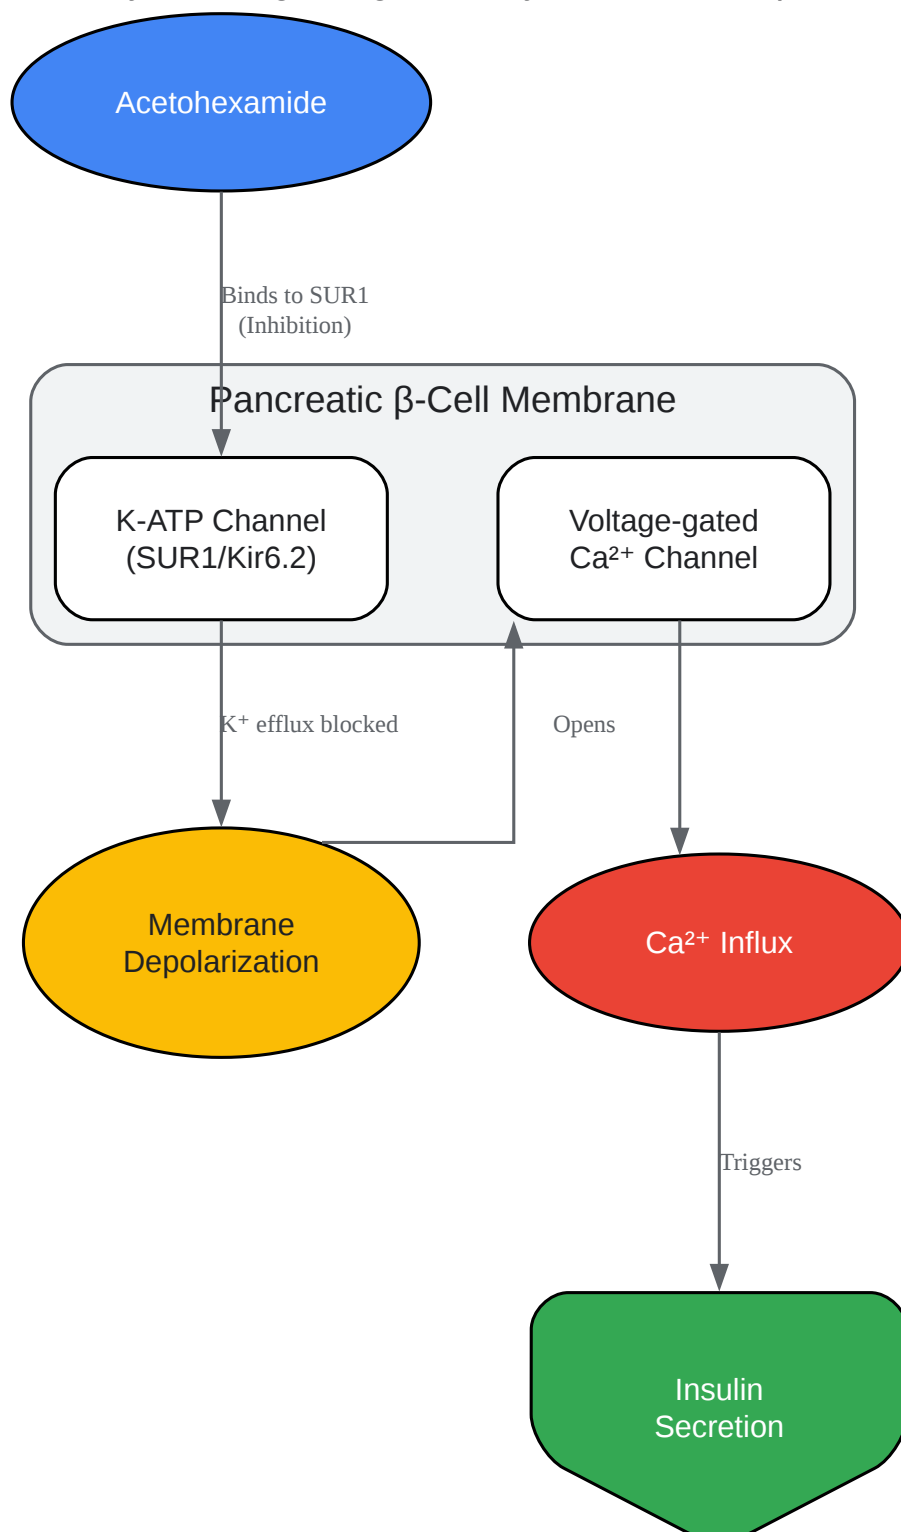 Acetohexamide
Binds to SUR1
(Inhibition)
Pancreatic β-Cell Membrane
K-ATP Channel
(SUR1/Kir6.2)
Voltage-gated
Ca²⁺ Channel
K⁺ efflux blocked
Opens
Membrane
Depolarization
Ca²⁺ Influx
Triggers
Insulin
Secretion